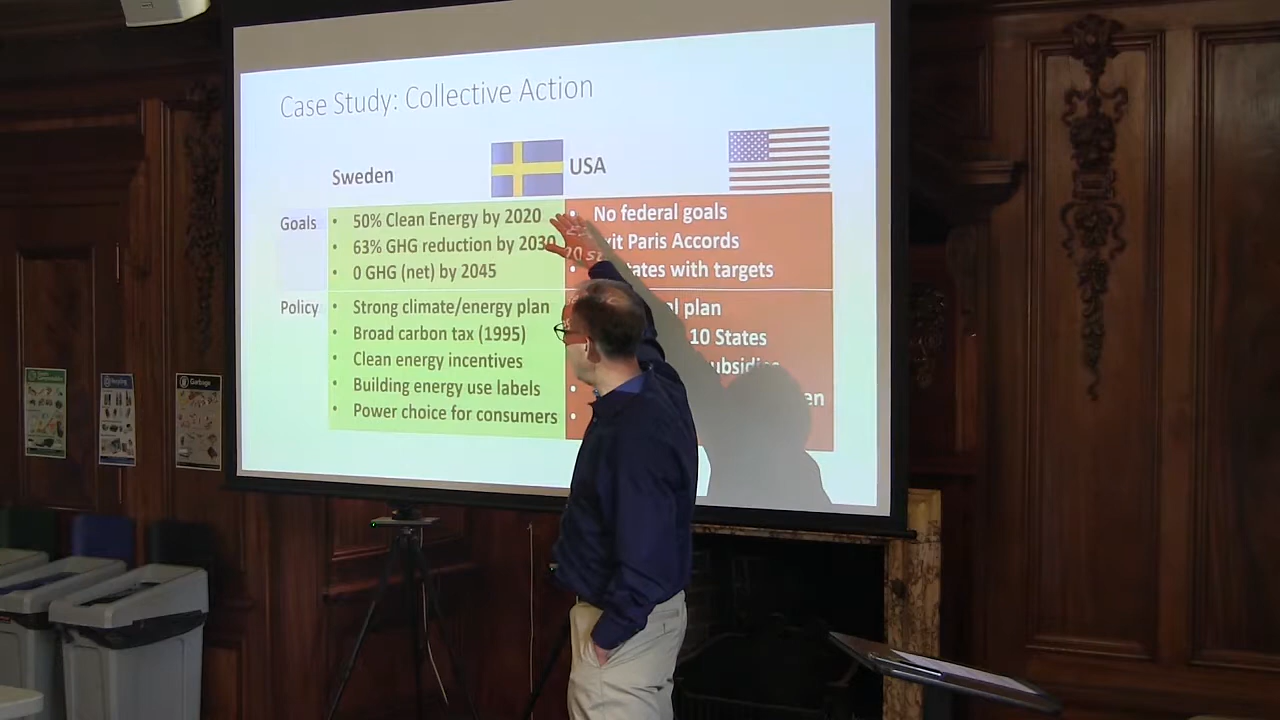 Case Study: Collective Action
Sweden
USA
Goals
• 50% Clean Energy by 2020
• 63% GHG reduction by 2030
• 0 GHG (net) by 2045
• No federal goals
Paris Accords
• with targets
Policy
• Strong climate/energy plan
• Broad carbon tax (1995)
• Clean energy incentives
• Building energy use labels
• Power choice for consumers
plan
10 States
•
•
Recycling
Garbage